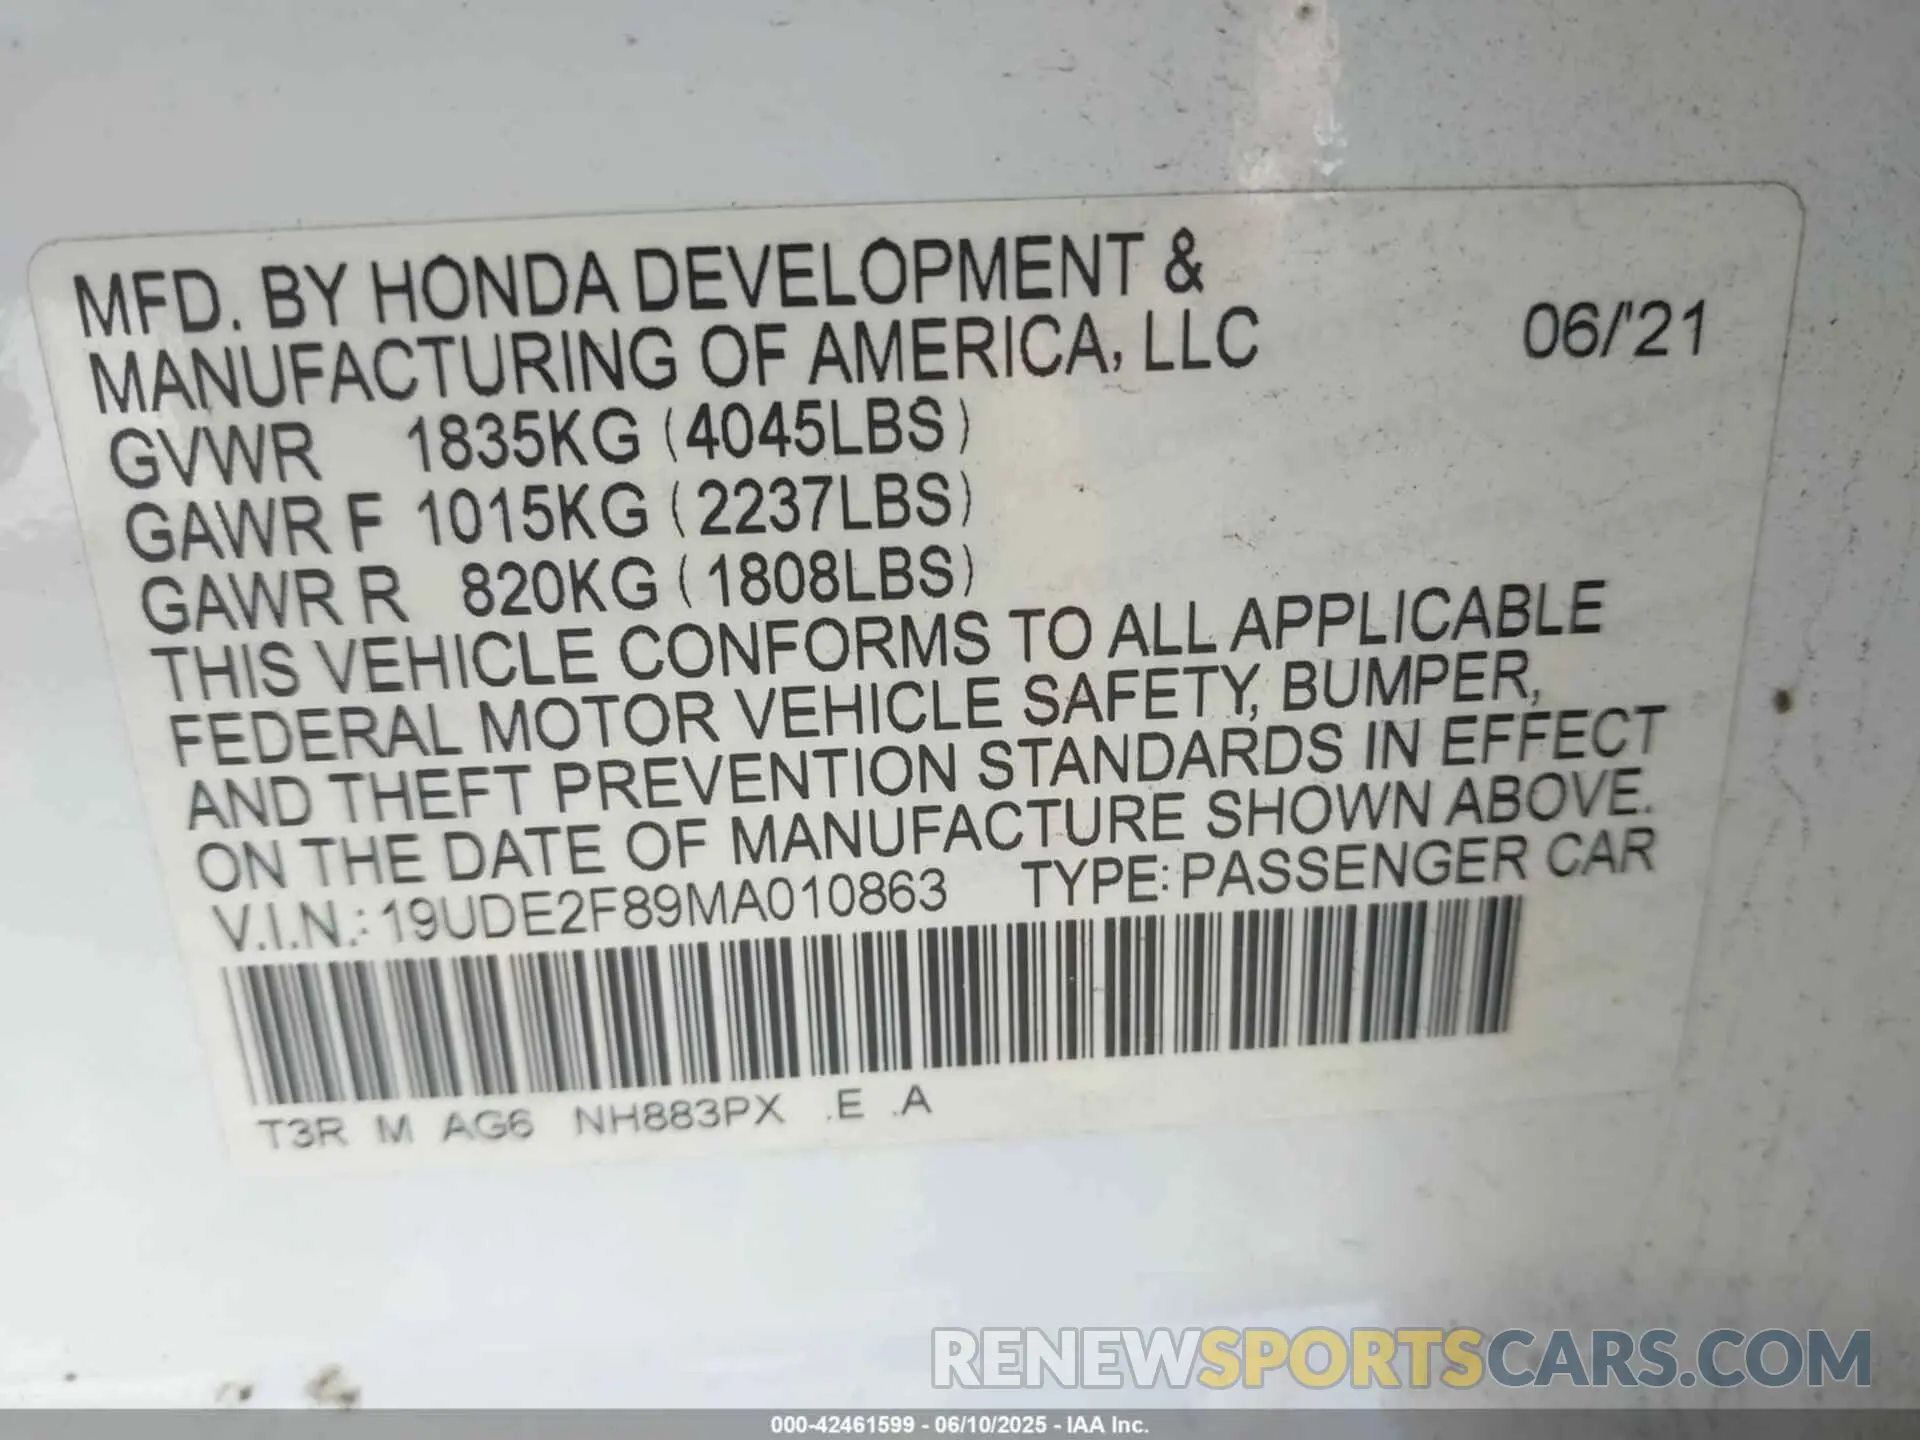 MFD. BY HONDA DEVELOPMENT &
MANUFACTURING OF AMERICA, LLC 06/'21
GVWR 1835KG (4045LBS)
GAWR F 1015KG (2237LBS)
GAWR R 820KG (1808LBS)
THIS VEHICLE CONFORMS TO ALL APPLICABLE
FEDERAL MOTOR VEHICLE SAFETY, BUMPER,
AND THEFT PREVENTION STANDARDS IN EFFECT
ON THE DATE OF MANUFACTURE SHOWN ABOVE.
V.I.N.: 19UDE2F89MA010863 TYPE: PASSENGER CAR
T3R M AG6 NH883PX .E .A
RENEWSPORTSCARS.COM
000-42461599 - 06/10/2025 - IAA Inc.